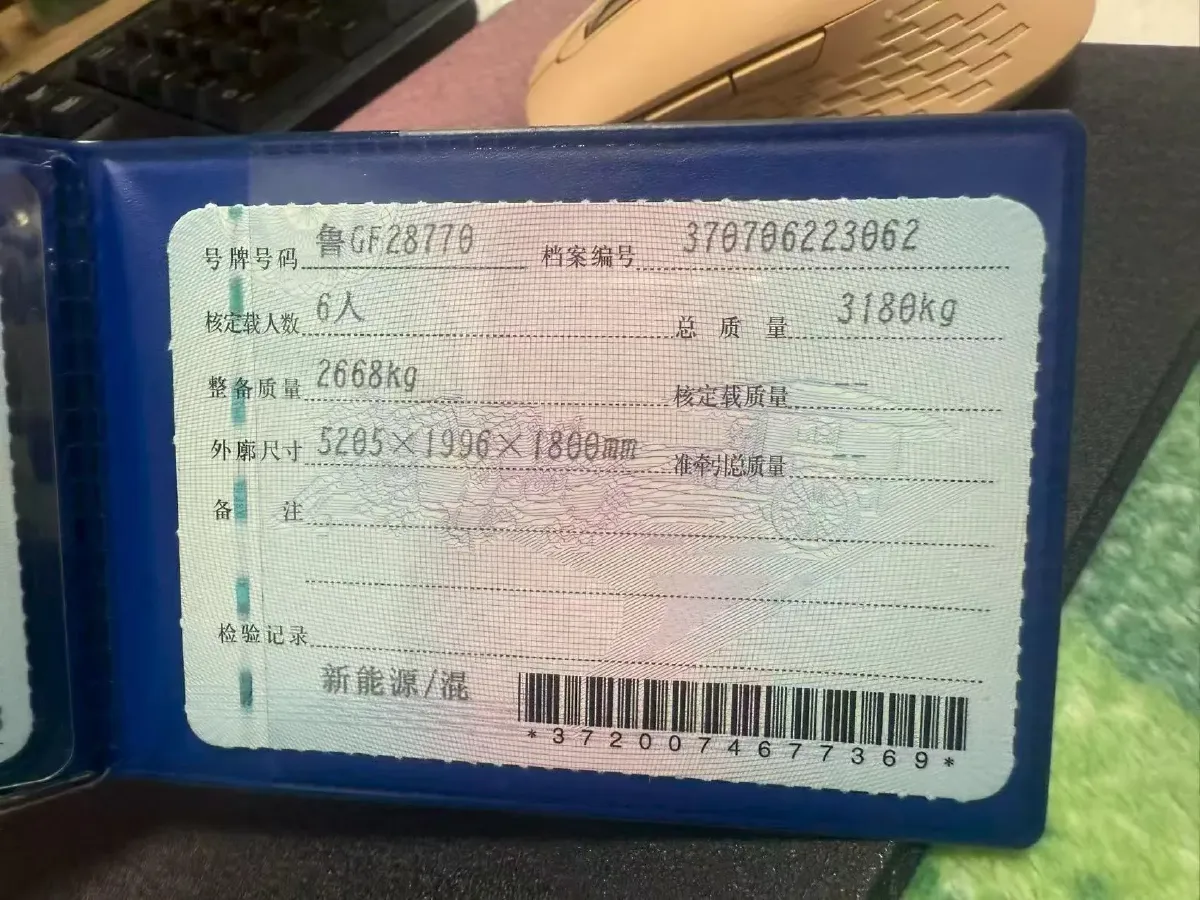 号牌号码 鲁GF28770 档案编号 370706223062
核定载人数 6人 总质量 3180kg
整备质量 2668kg 核定载质量 --
外廓尺寸 5205×1996×1800mm 准牵引总质量 --
备注
检验记录
新能源/混
*3720074677369*